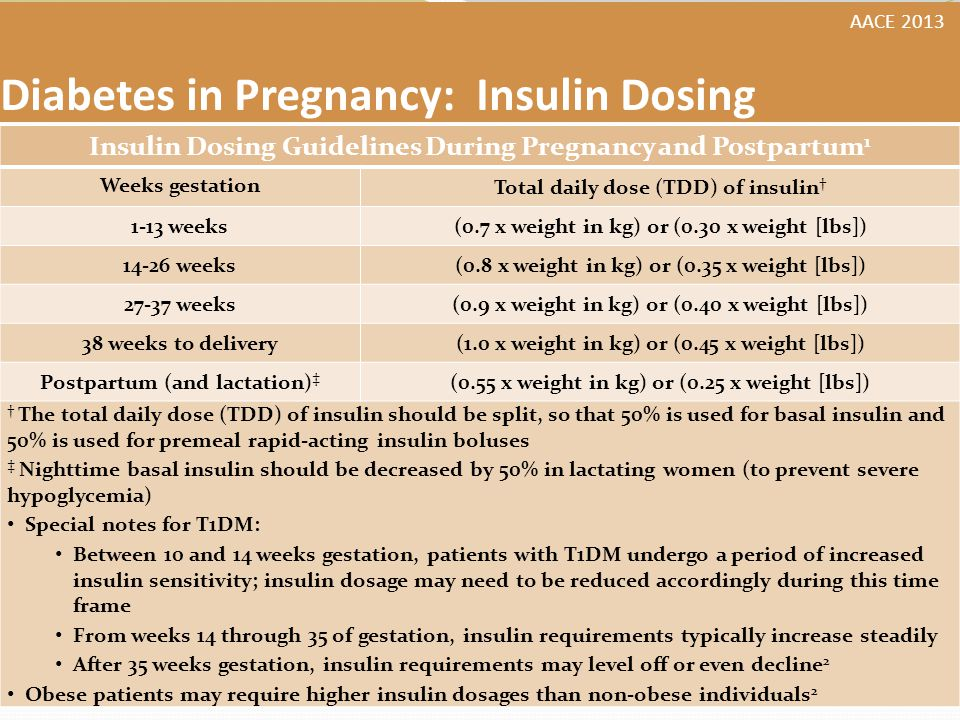 AACE 2013
Diabetes in Pregnancy: Insulin Dosing
Insulin Dosing Guidelines During Pregnancy and Postpartum¹
Weeks gestation Total daily dose (TDD) of insulin†
1-13 weeks (0.7 x weight in kg) or (0.30 x weight [lbs])
14-26 weeks (0.8 x weight in kg) or (0.35 x weight [lbs])
27-37 weeks (0.9 x weight in kg) or (0.40 x weight [lbs])
38 weeks to delivery (1.0 x weight in kg) or (0.45 x weight [lbs])
Postpartum (and lactation)‡ (0.55 x weight in kg) or (0.25 x weight [lbs])
† The total daily dose (TDD) of insulin should be split, so that 50% is used for basal insulin and
50% is used for premeal rapid-acting insulin boluses
‡ Nighttime basal insulin should be decreased by 50% in lactating women (to prevent severe
hypoglycemia)
• Special notes for T1DM:
• Between 10 and 14 weeks gestation, patients with T1DM undergo a period of increased
insulin sensitivity; insulin dosage may need to be reduced accordingly during this time
frame
• From weeks 14 through 35 of gestation, insulin requirements typically increase steadily
• After 35 weeks gestation, insulin requirements may level off or even decline²
• Obese patients may require higher insulin dosages than non-obese individuals²